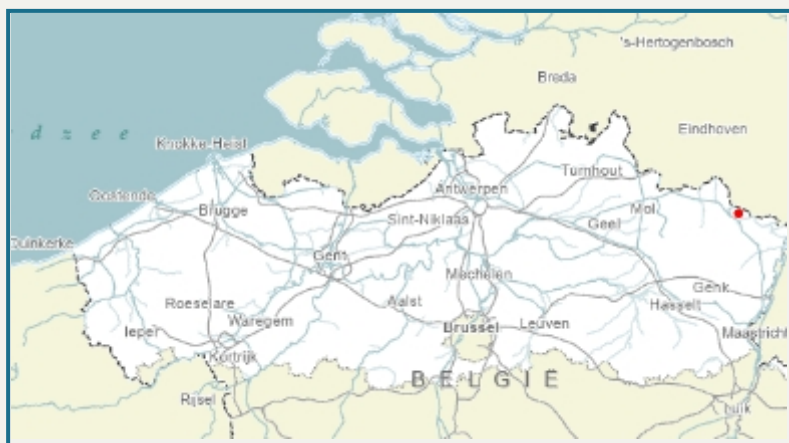 's-Hertogenbosch
Breda
dzee
Eindhoven
Knokke-Heist
Turnhout
Antwerpen
Oostende
Mol
Brugge
Sint-Niklaas
Geel
Duinkerke
Gent
Mechelen
Genk
Roeselare
Aalst
Hasselt
Waregem
Brussel
Leuven
Ieper
Maastricht
Kortrijk
BELGIË
Rijsel
Luik